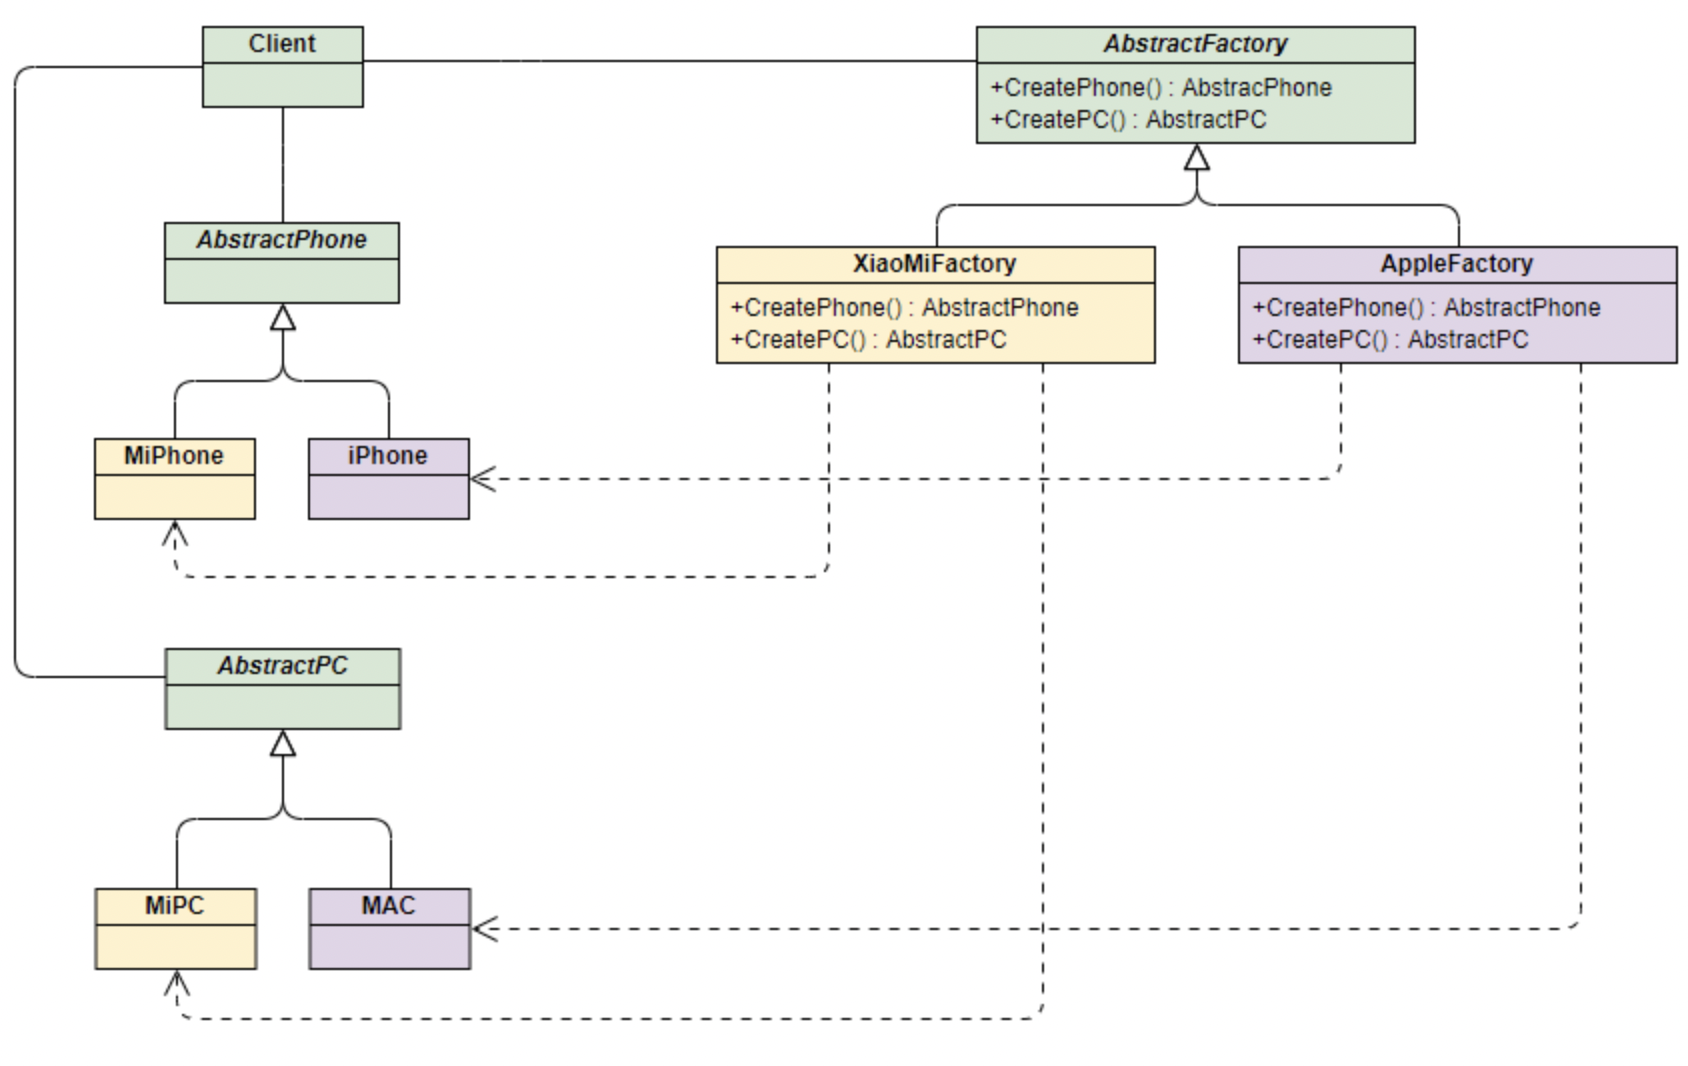 Client
AbstractFactory
+CreatePhone() : AbstracPhone
+CreatePC() : AbstractPC
AbstractPhone
XiaoMiFactory
+CreatePhone() : AbstractPhone
+CreatePC() : AbstractPC
AppleFactory
+CreatePhone() : AbstractPhone
+CreatePC() : AbstractPC
MiPhone
iPhone
AbstractPC
MiPC
MAC